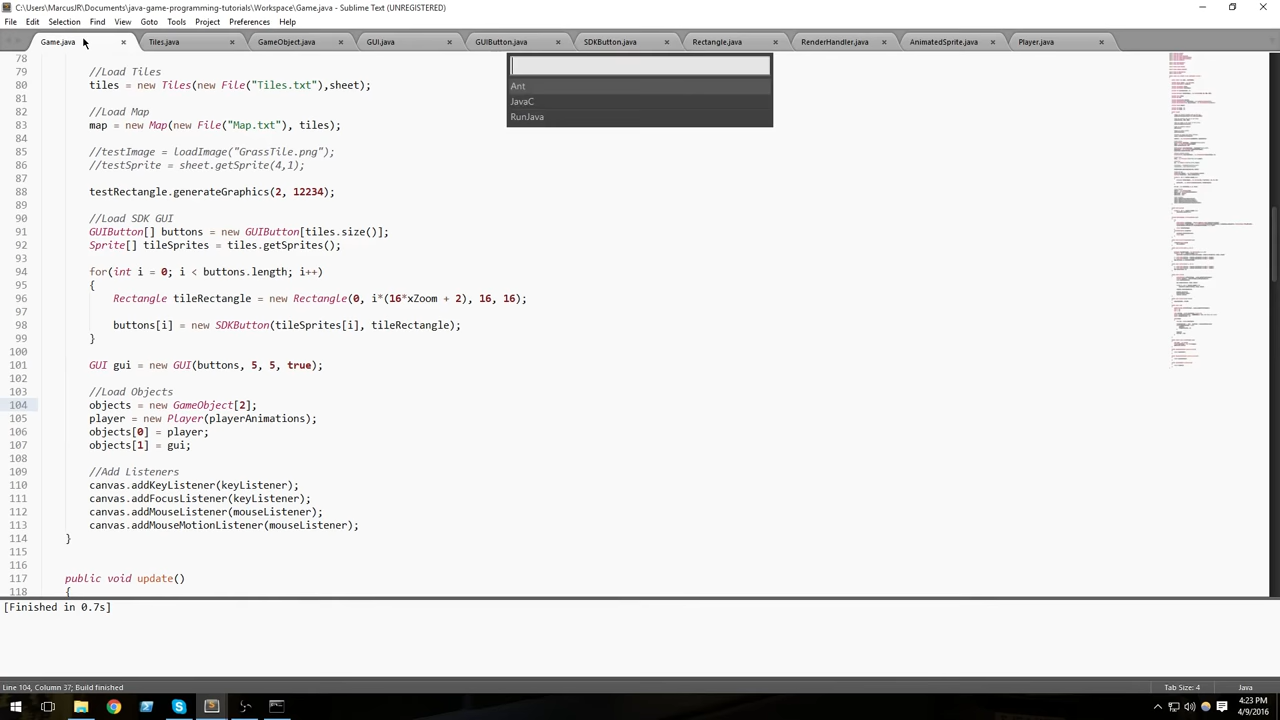 C:\Users\MarcusJR\Documents\java-game-programming-tutorials\Workspace\Game.java - Sublime Text (UNREGISTERED)
File Edit Selection Find View Goto Tools Project Preferences Help
Game.java Tiles.java GameObject.java GUI.java GUIButton.java SDKButton.java Rectangle.java RenderHandler.java AnimatedSprite.java Player.java
Ant
JavaC
RunJava
78
79 //Load Tiles
80 tiles = new Tiles(new File("Tiles.txt"),sheet);
81
82 //Load Map
83 map = new Map(new File("Map.txt"), tiles);
84
85 //testImage = loadImage("GrassTile.png");
86 //testSprite = sheet.getSprite(4,1);
87
88 testRectangle.generateGraphics(2, 12234);
89
90 //Load SDK GUI
91 GUIButton[] buttons = new GUIButton[tiles.size()];
92 Sprite[] tileSprites = tiles.getSprites();
93
94 for(int i = 0; i < buttons.length; i++)
95 {
96 Rectangle tileRectangle = new Rectangle(0, i*(16*xZoom + 2), 16, 16);
97
98 buttons[i] = new SDKButton(tileSprites[i], tileRectangle);
99 }
100
101 GUI gui = new GUI(buttons, 5, 5, true);
102
103 //Load Objects
104 objects = new GameObject[2];
105 player = new Player(playerAnimations);
106 objects[0] = player;
107 objects[1] = gui;
108
109 //Add Listeners
110 canvas.addKeyListener(keyListener);
111 canvas.addFocusListener(keyListener);
112 canvas.addMouseListener(mouseListener);
113 canvas.addMouseMotionListener(mouseListener);
114 }
115
116
117 public void update()
118 {
[Finished in 0.7s]
Line 104, Column 37; Build finished Tab Size: 4 Java
4:23 PM
4/9/2016